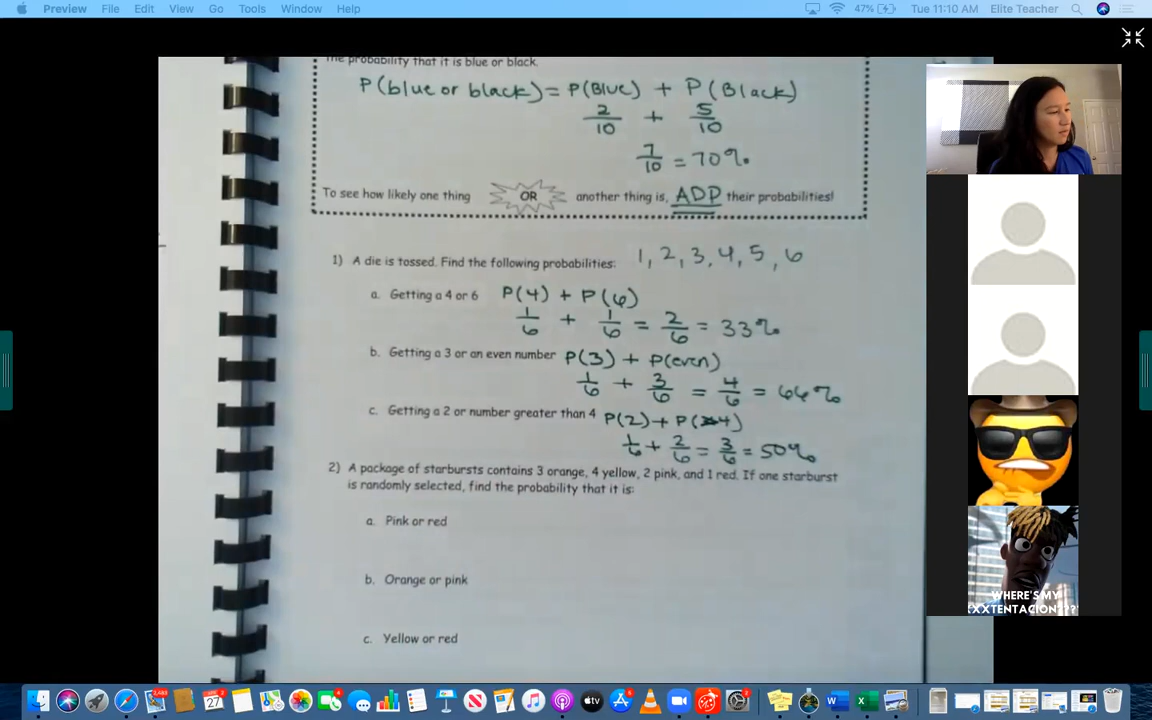 Preview File Edit View Go Tools Window Help 47% Tue 11:10 AM Elite Teacher
the probability that it is blue or black.
P(blue or black) = P(Blue) + P(Black)
2/10 + 5/10
7/10 = 70%
To see how likely one thing OR another thing is, ADD their probabilities!
1) A die is tossed. Find the following probabilities: 1, 2, 3, 4, 5, 6
a. Getting a 4 or 6 P(4) + P(6)
1/6 + 1/6 = 2/6 = 33%
b. Getting a 3 or an even number P(3) + P(even)
1/6 + 3/6 = 4/6 = 66%
c. Getting a 2 or number greater than 4 P(2) + P(>4)
1/6 + 2/6 = 3/6 = 50%
2) A package of starbursts contains 3 orange, 4 yellow, 2 pink, and 1 red. If one starburst
is randomly selected, find the probability that it is:
a. Pink or red
b. Orange or pink
c. Yellow or red
WHERE'S MY
XXXTENTACION???
27